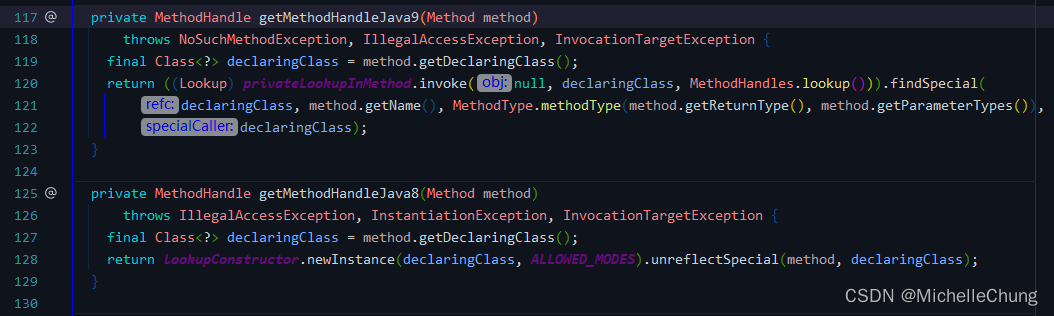 117 @ private MethodHandle getMethodHandleJava9(Method method)
118 throws NoSuchMethodException, IllegalAccessException, InvocationTargetException {
119 final Class<?> declaringClass = method.getDeclaringClass();
120 return ((Lookup) privateLookupInMethod.invoke( obj: null, declaringClass, MethodHandles.lookup())).findSpecial(
121 refc: declaringClass, method.getName(), MethodType.methodType(method.getReturnType(), method.getParameterTypes()),
122 specialCaller: declaringClass);
123 }
124
125 @ private MethodHandle getMethodHandleJava8(Method method)
126 throws IllegalAccessException, InstantiationException, InvocationTargetException {
127 final Class<?> declaringClass = method.getDeclaringClass();
128 return lookupConstructor.newInstance(declaringClass, ALLOWED_MODES).unreflectSpecial(method, declaringClass);
129 }
130
CSDN @MichelleChung